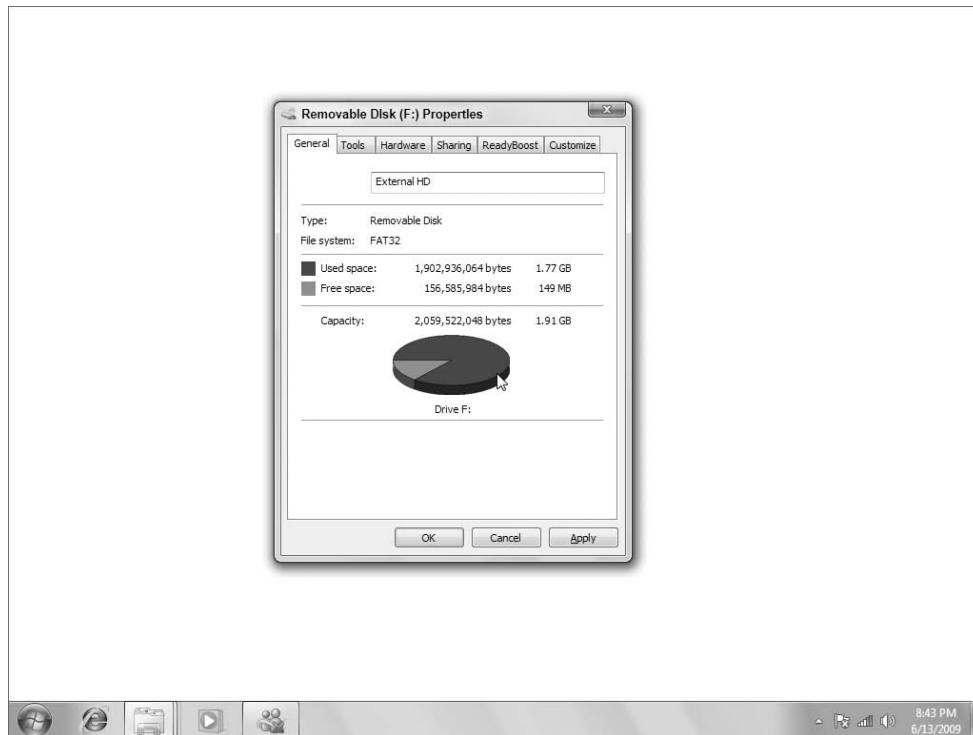 Removable DIsk (F:) PropertIes
General Tools Hardware Sharing ReadyBoost Customize
External HD
Type: Removable Disk
File system: FAT32
Used space: 1,902,936,064 bytes 1.77 GB
Free space: 156,585,984 bytes 149 MB
Capacity: 2,059,522,048 bytes 1.91 GB
Drive F:
OK Cancel Apply
8:43 PM
6/13/2009